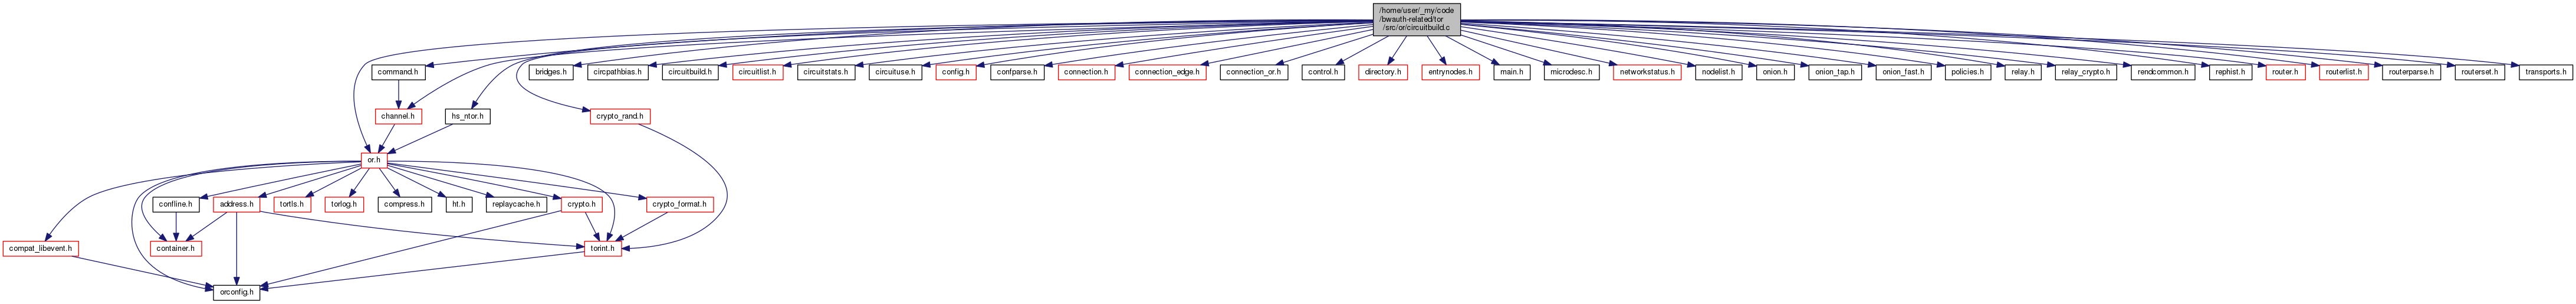 /home/user/_my/code
/bwauth-related/tor
/src/or/circuitbuild.c
command.h
bridges.h
circpathbias.h
circuitbuild.h
circuitlist.h
circuitstats.h
circuituse.h
config.h
confparse.h
connection.h
connection_edge.h
connection_or.h
control.h
directory.h
entrynodes.h
main.h
microdesc.h
networkstatus.h
nodelist.h
onion.h
onion_tap.h
onion_fast.h
policies.h
relay.h
relay_crypto.h
rendcommon.h
rephist.h
router.h
routerlist.h
routerparse.h
routerset.h
transports.h
channel.h
hs_ntor.h
crypto_rand.h
or.h
confline.h
address.h
tortls.h
torlog.h
compress.h
ht.h
replaycache.h
crypto.h
crypto_format.h
compat_libevent.h
container.h
torint.h
orconfig.h